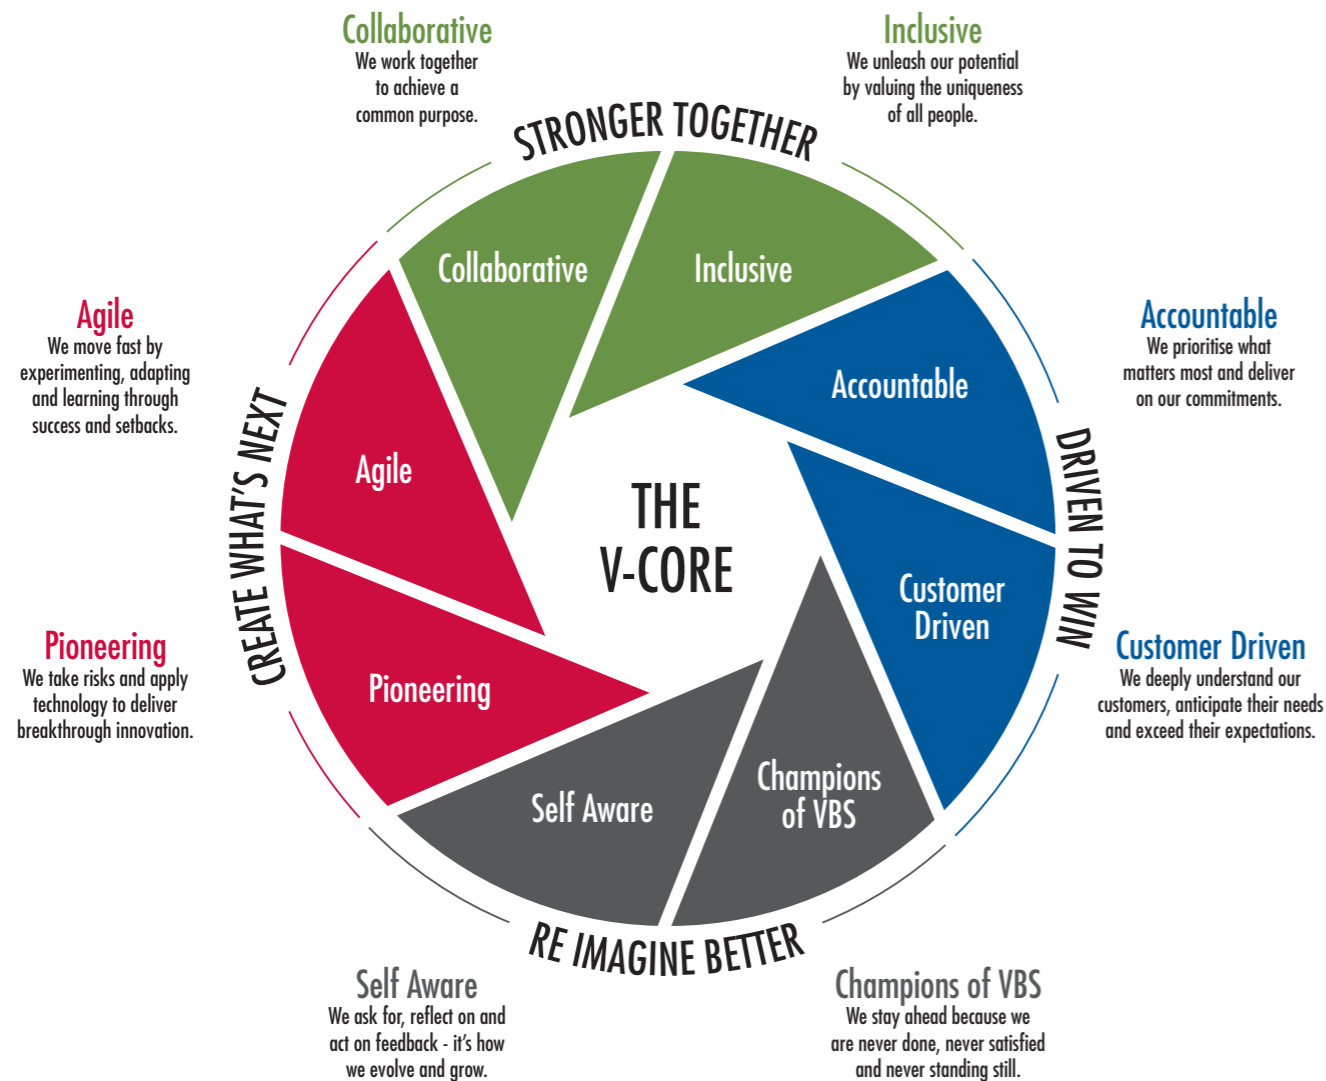 Collaborative
We work together
to achieve a
common purpose.
Inclusive
We unleash our potential
by valuing the uniqueness
of all people.
STRONGER TOGETHER
Collaborative
Inclusive
Agile
We move fast by
experimenting, adapting
and learning through
success and setbacks.
Accountable
We prioritise what
matters most and deliver
on our commitments.
Accountable
Agile
CREATE WHAT'S NEXT
DRIVEN TO WIN
THE
V-CORE
Customer
Driven
Pioneering
We take risks and apply
technology to deliver
breakthrough innovation.
Customer Driven
We deeply understand our
customers, anticipate their needs
and exceed their expectations.
Pioneering
Self Aware
Champions
of VBS
RE IMAGINE BETTER
Self Aware
We ask for, reflect on and
act on feedback - it's how
we evolve and grow.
Champions of VBS
We stay ahead because we
are never done, never satisfied
and never standing still.